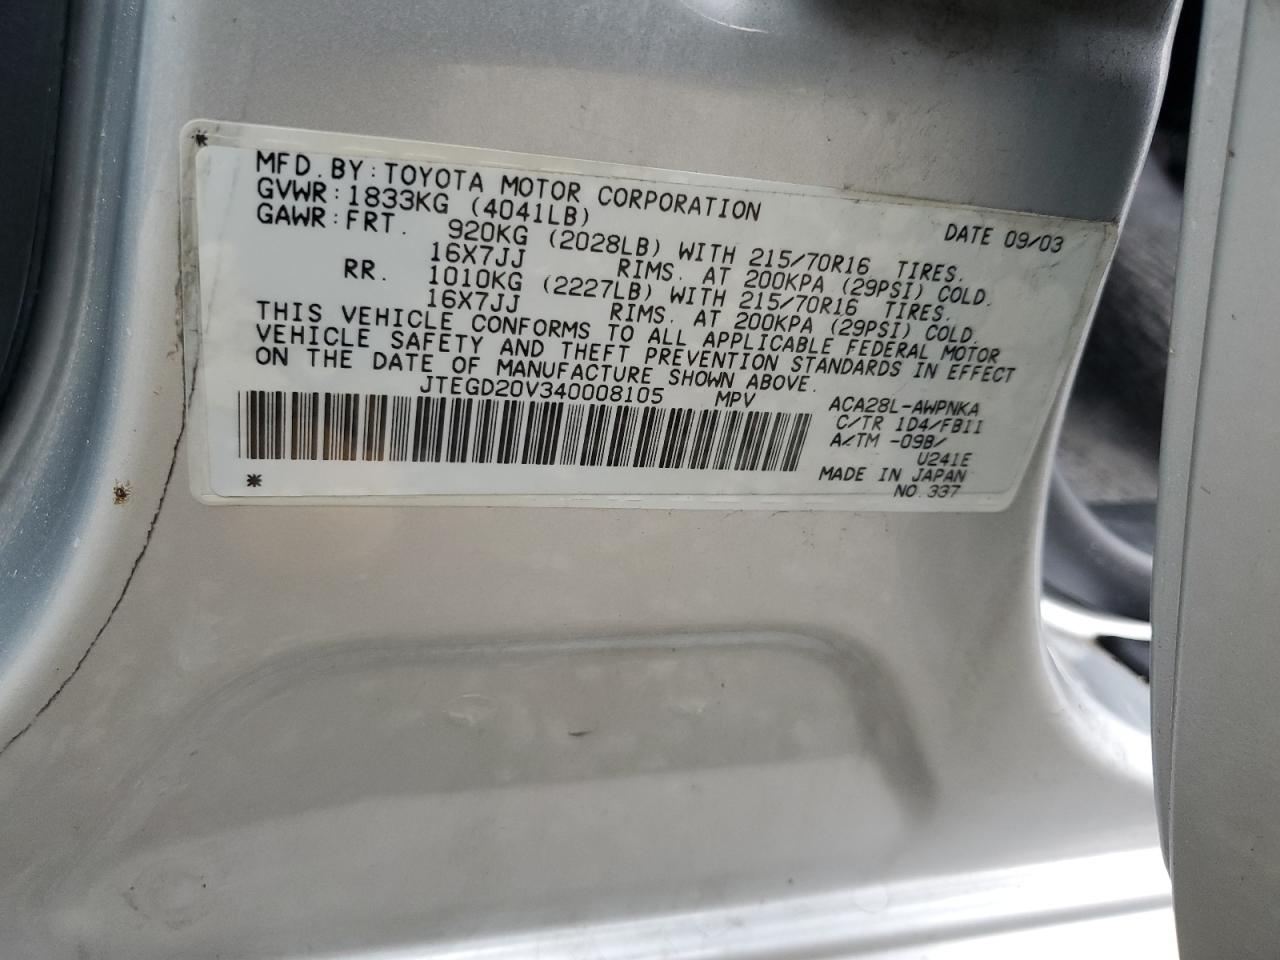 MFD. BY: TOYOTA MOTOR CORPORATION DATE 09/03
GVWR: 1833KG (4041LB)
GAWR: FRT. 920KG (2028LB) WITH 215/70R16 TIRES.
16X7JJ RIMS. AT 200KPA (29PSI) COLD.
RR. 1010KG (2227LB) WITH 215/70R16 TIRES.
16X7JJ RIMS. AT 200KPA (29PSI) COLD.
THIS VEHICLE CONFORMS TO ALL APPLICABLE FEDERAL MOTOR
VEHICLE SAFETY AND THEFT PREVENTION STANDARDS IN EFFECT
ON THE DATE OF MANUFACTURE SHOWN ABOVE.
JTEGD20V340008105 MPV
ACA28L-AWPNKA
C/TR 1D4/FB11
A/TM -09B/
U241E
MADE IN JAPAN
NO.337